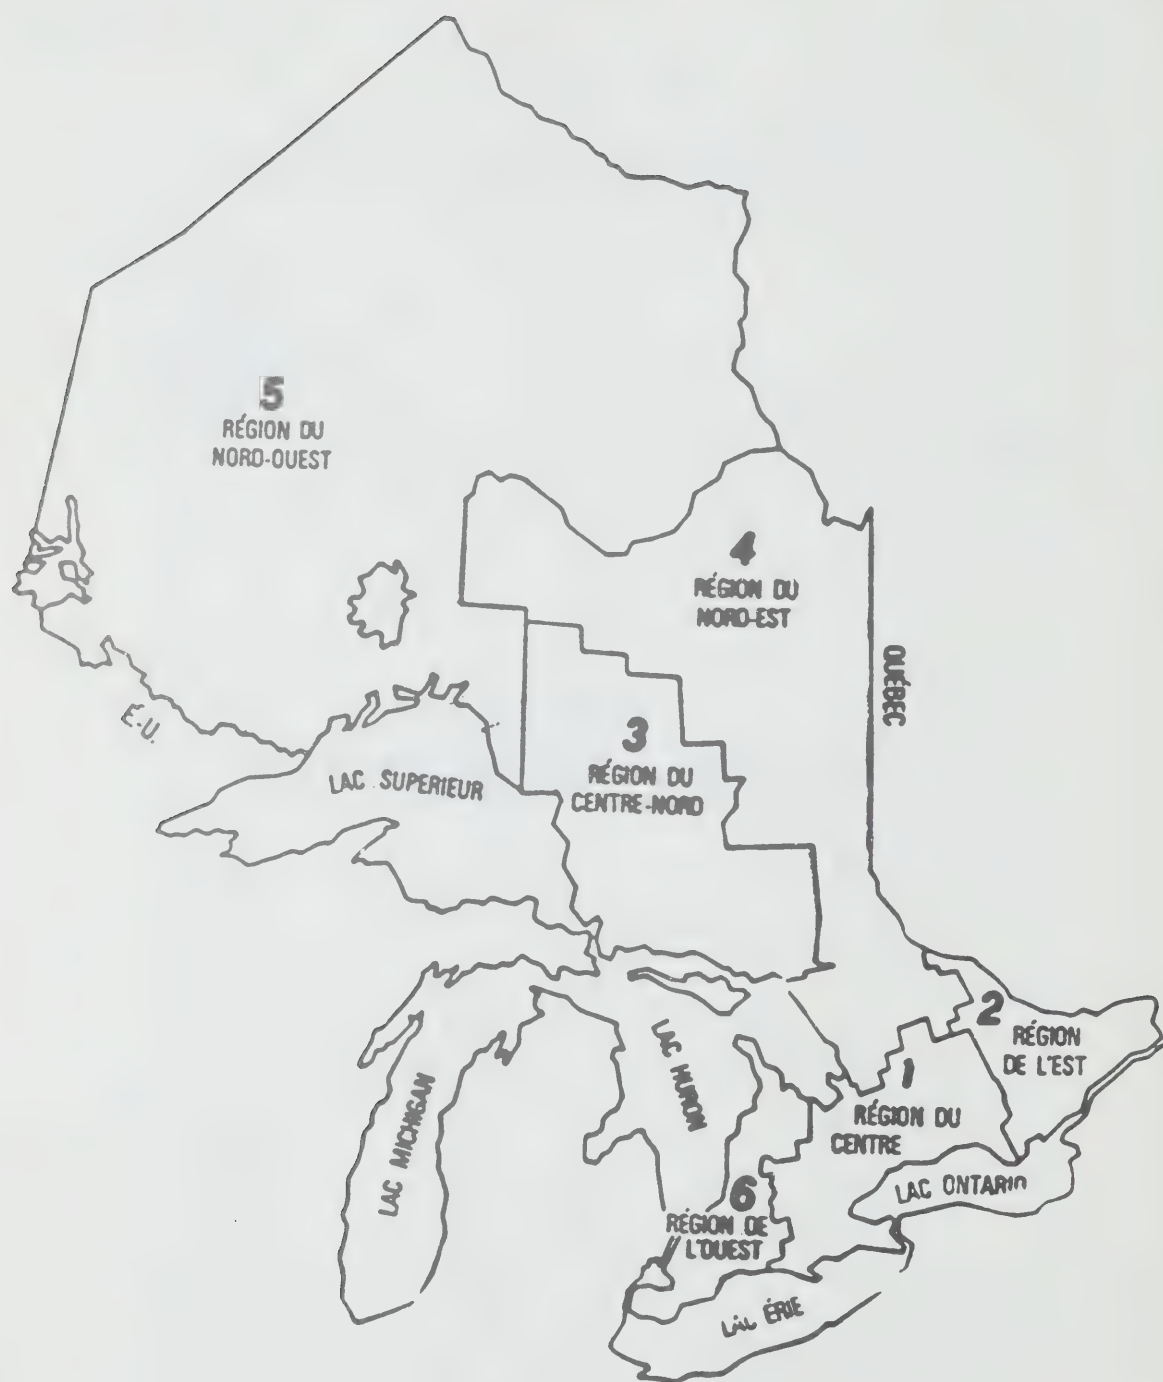 5
RÉGION DU
NORD-OUEST
4
RÉGION DU
NORD-EST
QUÉBEC
É.-U.
3
RÉGION DU
CENTRE-NORD
LAC SUPÉRIEUR
2
RÉGION
DE L'EST
1
RÉGION DU
CENTRE
LAC HURON
LAC MICHIGAN
LAC ONTARIO
6
RÉGION DE
L'OUEST
LAC ÉRIE